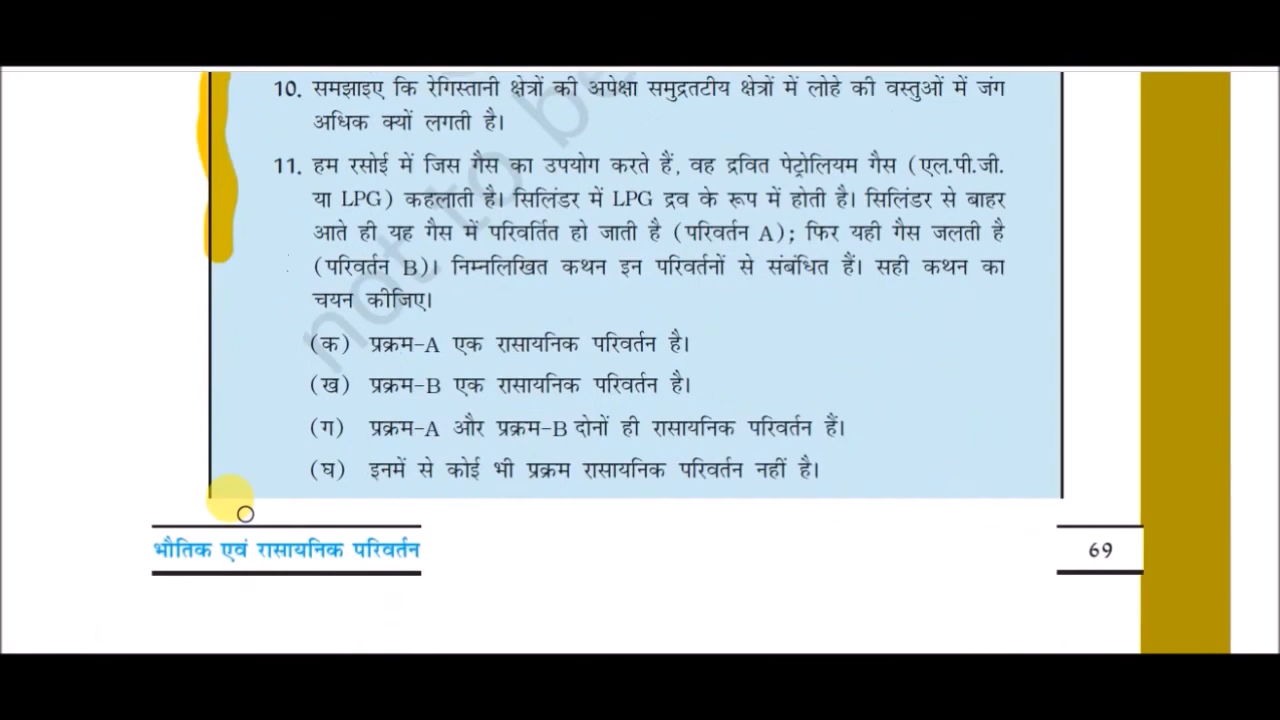 10. समझाइए कि रेगिस्तानी क्षेत्रों की अपेक्षा समुद्रतटीय क्षेत्रों में लोहे की वस्तुओं में जंग
अधिक क्यों लगती है।
11. हम रसोई में जिस गैस का उपयोग करते हैं, वह द्रवित पेट्रोलियम गैस (एल.पी.जी.
या LPG) कहलाती है। सिलिंडर में LPG द्रव के रूप में होती है। सिलिंडर से बाहर
आते ही यह गैस में परिवर्तित हो जाती है (परिवर्तन A); फिर यही गैस जलती है
(परिवर्तन B)। निम्नलिखित कथन इन परिवर्तनों से संबंधित हैं। सही कथन का
चयन कीजिए।
(क) प्रक्रम-A एक रासायनिक परिवर्तन है।
(ख) प्रक्रम-B एक रासायनिक परिवर्तन है।
(ग) प्रक्रम-A और प्रक्रम-B दोनों ही रासायनिक परिवर्तन हैं।
(घ) इनमें से कोई भी प्रक्रम रासायनिक परिवर्तन नहीं है।
not to be
भौतिक एवं रासायनिक परिवर्तन
69